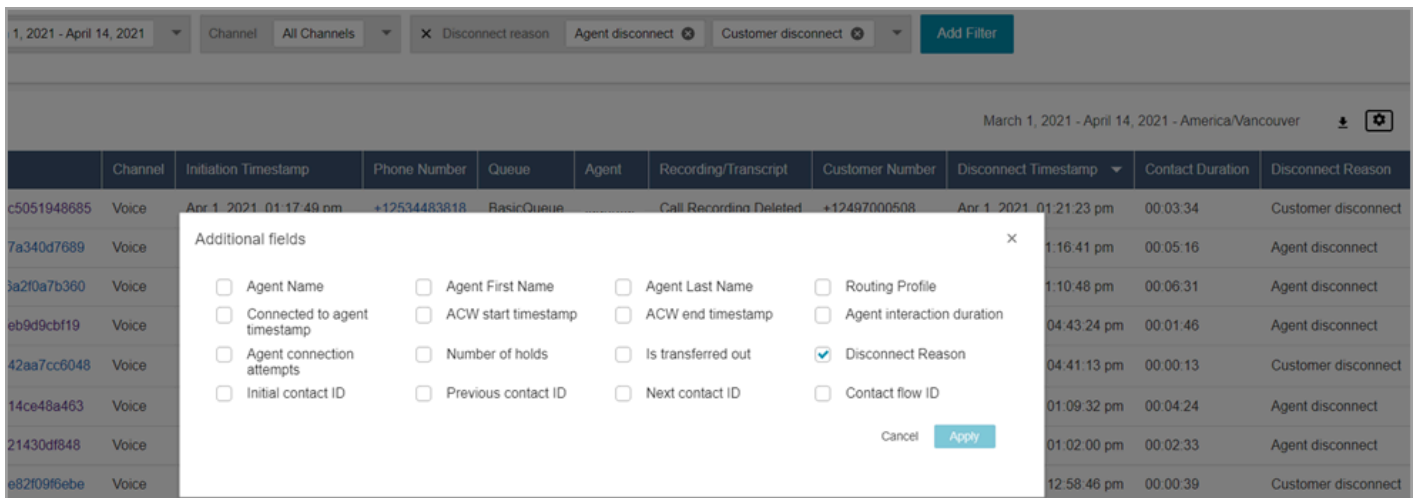 1, 2021 - April 14, 2021 Channel All Channels Disconnect reason Agent disconnect Customer disconnect Add Filter
March 1, 2021 - April 14, 2021 - America/Vancouver
Channel Initiation Timestamp Phone Number Queue Agent Recording/Transcript Customer Number Disconnect Timestamp Contact Duration Disconnect Reason
c5051948685 Voice Apr 1, 2021, 01:17:49 pm +12534483818 BasicQueue Call Recording Deleted +12497000508 Apr 1, 2021, 01:21:23 pm 00:03:34 Customer disconnect
Additional fields
7a340d7689 Voice 1:16:41 pm 00:05:16 Agent disconnect
Agent Name Agent First Name Agent Last Name Routing Profile
a2f0a7b360 Voice 1:10:48 pm 00:06:31 Agent disconnect
Connected to agent timestamp ACW start timestamp ACW end timestamp Agent interaction duration
eb9d9cbf19 Voice 04:43:24 pm 00:01:46 Agent disconnect
Agent connection attempts Number of holds Is transferred out Disconnect Reason
42aa7cc6048 Voice 04:41:13 pm 00:00:13 Customer disconnect
Initial contact ID Previous contact ID Next contact ID Contact flow ID
14ce48a463 Voice 01:09:32 pm 00:04:24 Agent disconnect
Cancel Apply
21430df848 Voice 01:02:00 pm 00:02:33 Agent disconnect
e82f09f6ebe Voice 12:58:46 pm 00:00:39 Customer disconnect